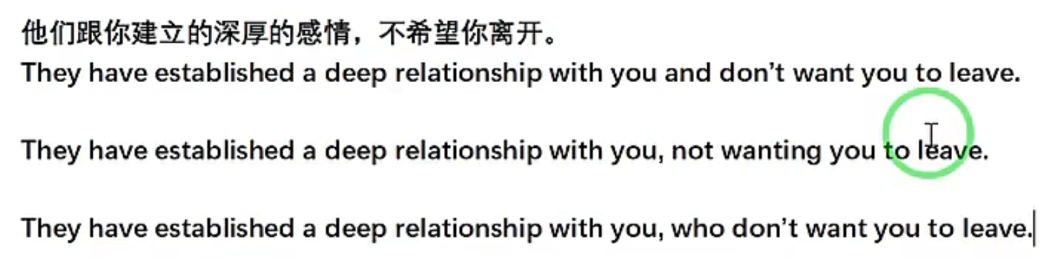 他们跟你建立的深厚的感情，不希望你离开。
They have established a deep relationship with you and don’t want you to leave.
They have established a deep relationship with you, not wanting you to leave.
They have established a deep relationship with you, who don’t want you to leave.